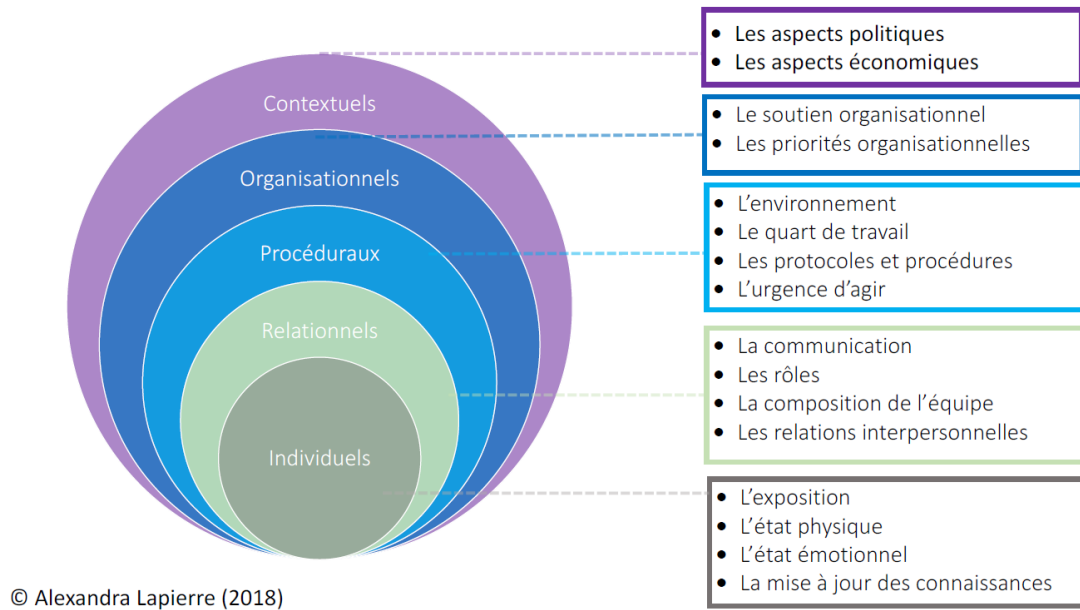 Contextuels
Organisationnels
Procéduraux
Relationnels
Individuels
• Les aspects politiques
• Les aspects économiques
• Le soutien organisationnel
• Les priorités organisationnelles
• L’environnement
• Le quart de travail
• Les protocoles et procédures
• L’urgence d’agir
• La communication
• Les rôles
• La composition de l’équipe
• Les relations interpersonnelles
• L’exposition
• L’état physique
• L’état émotionnel
• La mise à jour des connaissances
© Alexandra Lapierre (2018)